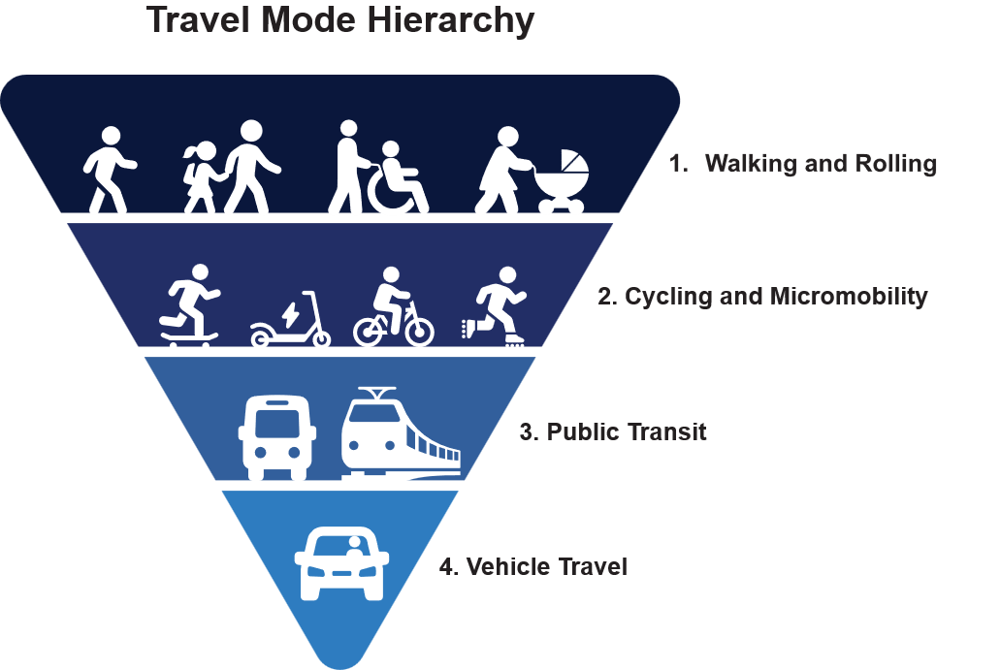 Travel Mode Hierarchy
1. Walking and Rolling
2. Cycling and Micromobility
3. Public Transit
4. Vehicle Travel